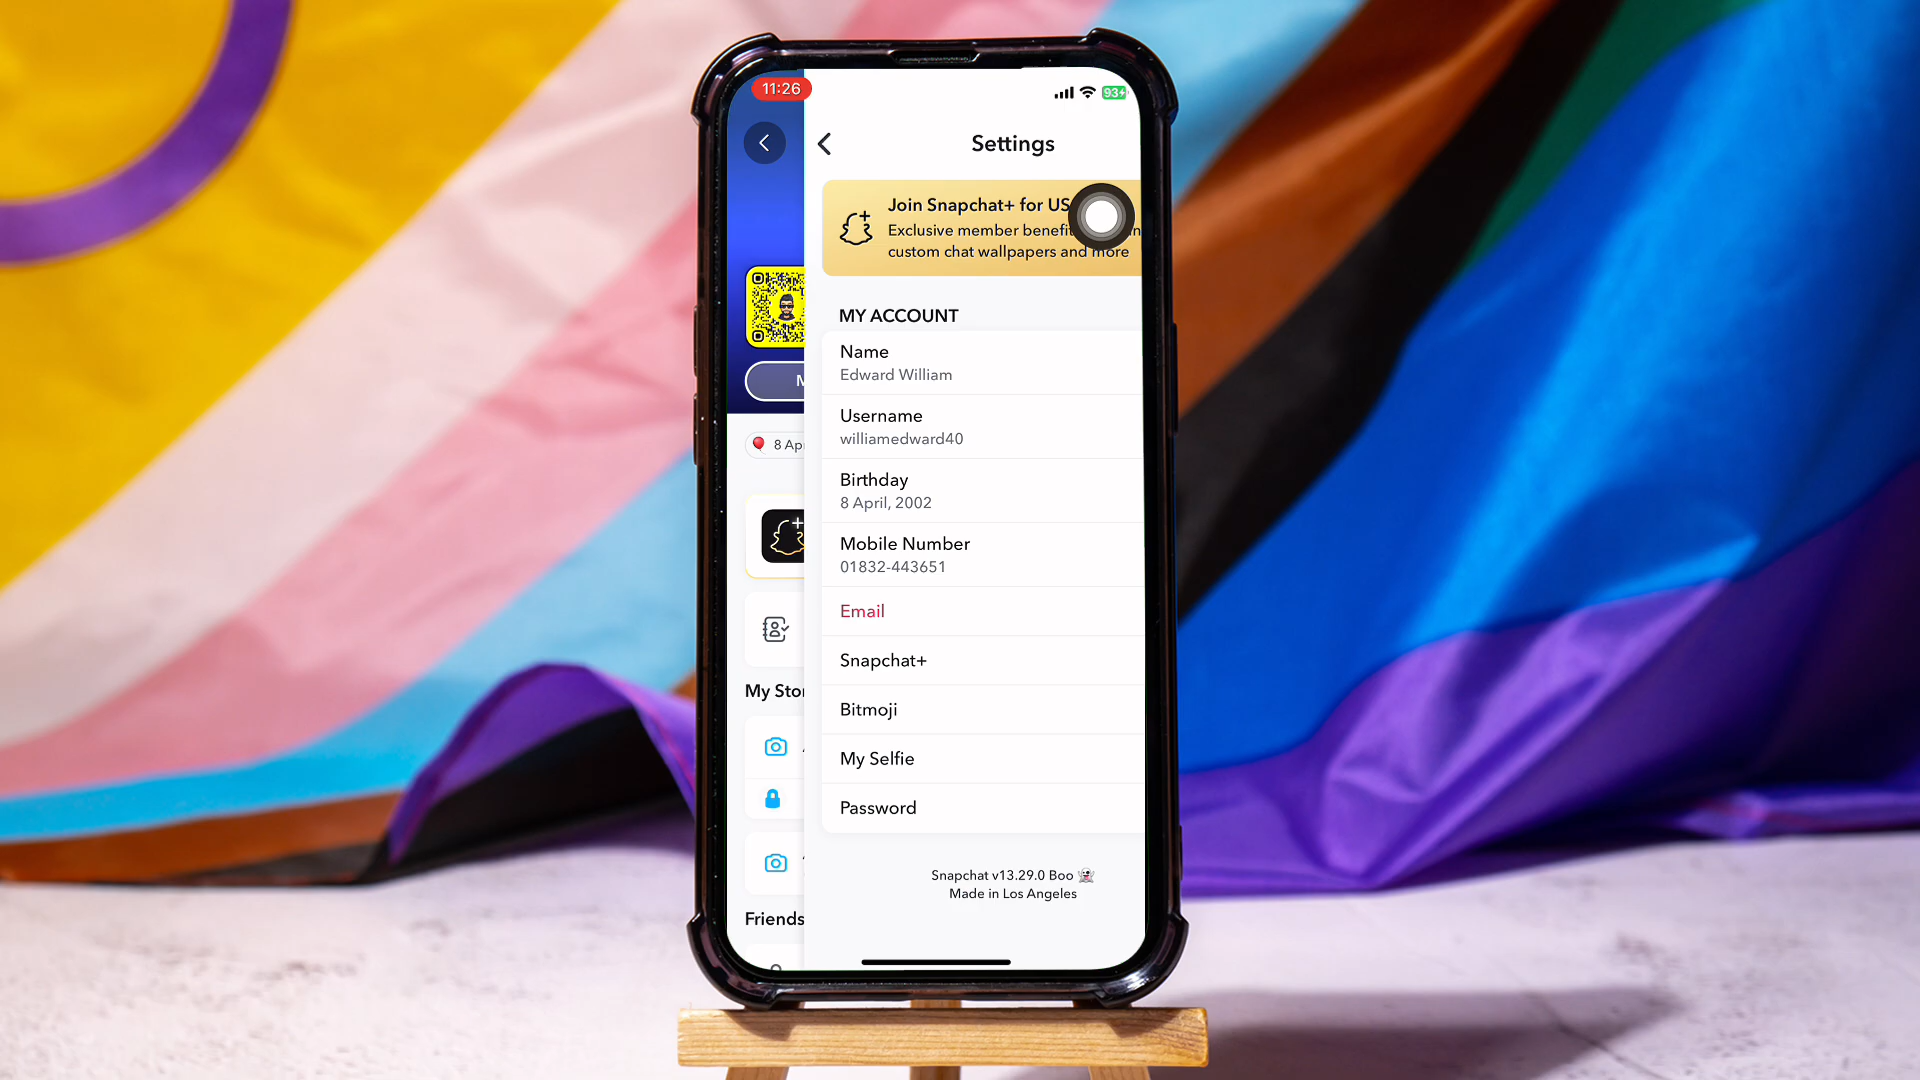 11:26
93
Settings
Join Snapchat+ for US
Exclusive member
custom chat wallpapers and more
MY ACCOUNT
Name
Edward William
Username
williamedward40
Birthday
8 April, 2002
Mobile Number
01832-443651
Email
Snapchat+
Bitmoji
My Selfie
Password
Snapchat v13.29.0 Boo
Made in Los Angeles
8 Apr
My Stor
Friends